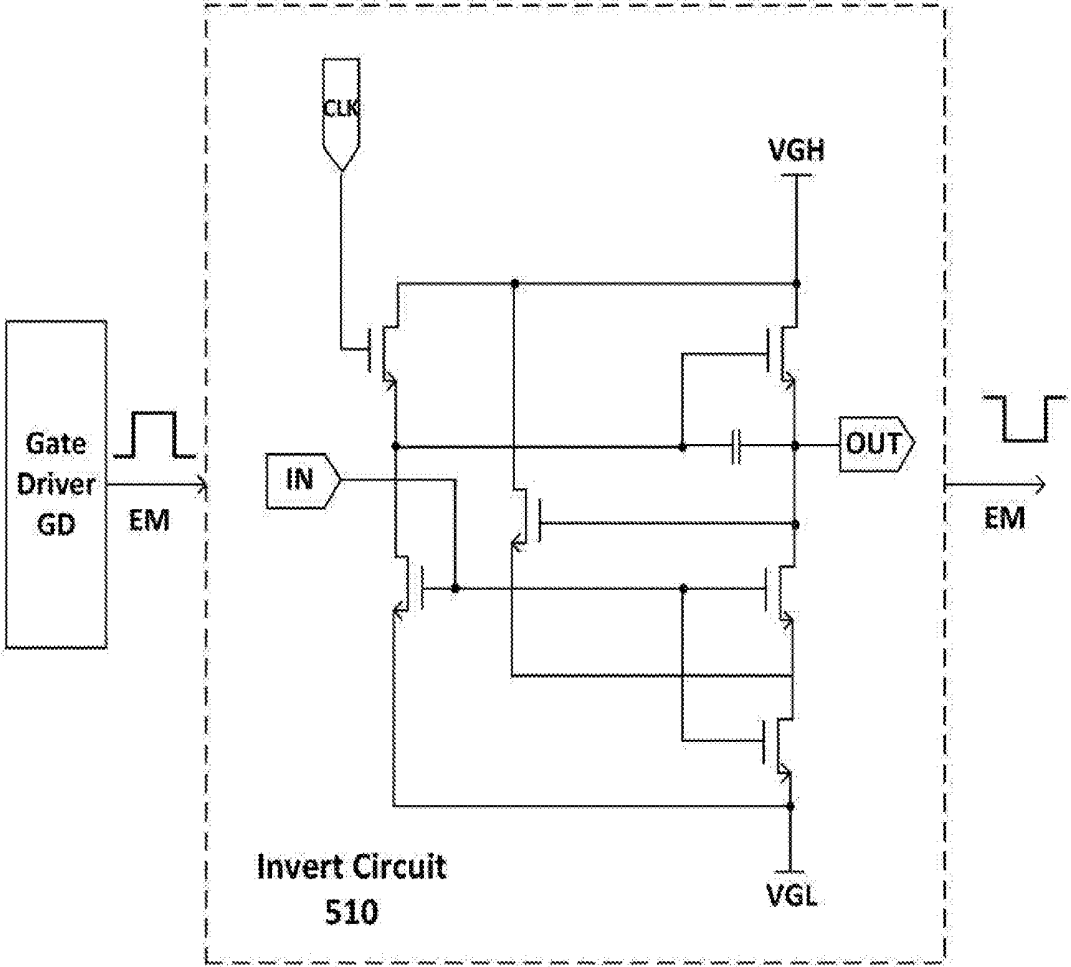 CLK
VGH
Gate
Driver
GD
EM
IN
OUT
EM
Invert Circuit
510
VGL